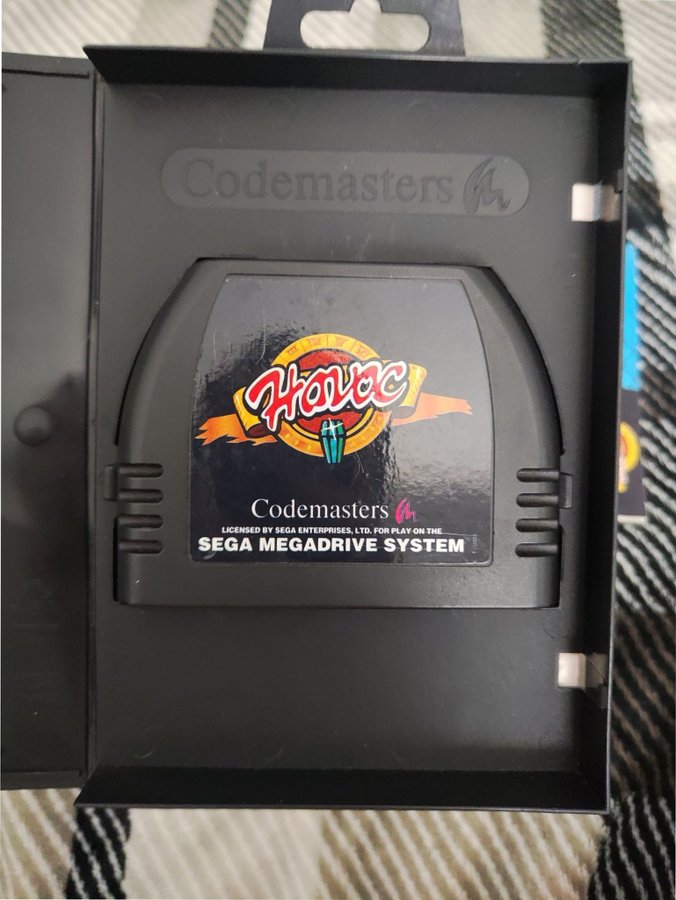 Codemasters
Havoc
Codemasters
LICENSED BY SEGA ENTERPRISES, LTD. FOR PLAY ON THE
SEGA MEGADRIVE SYSTEM